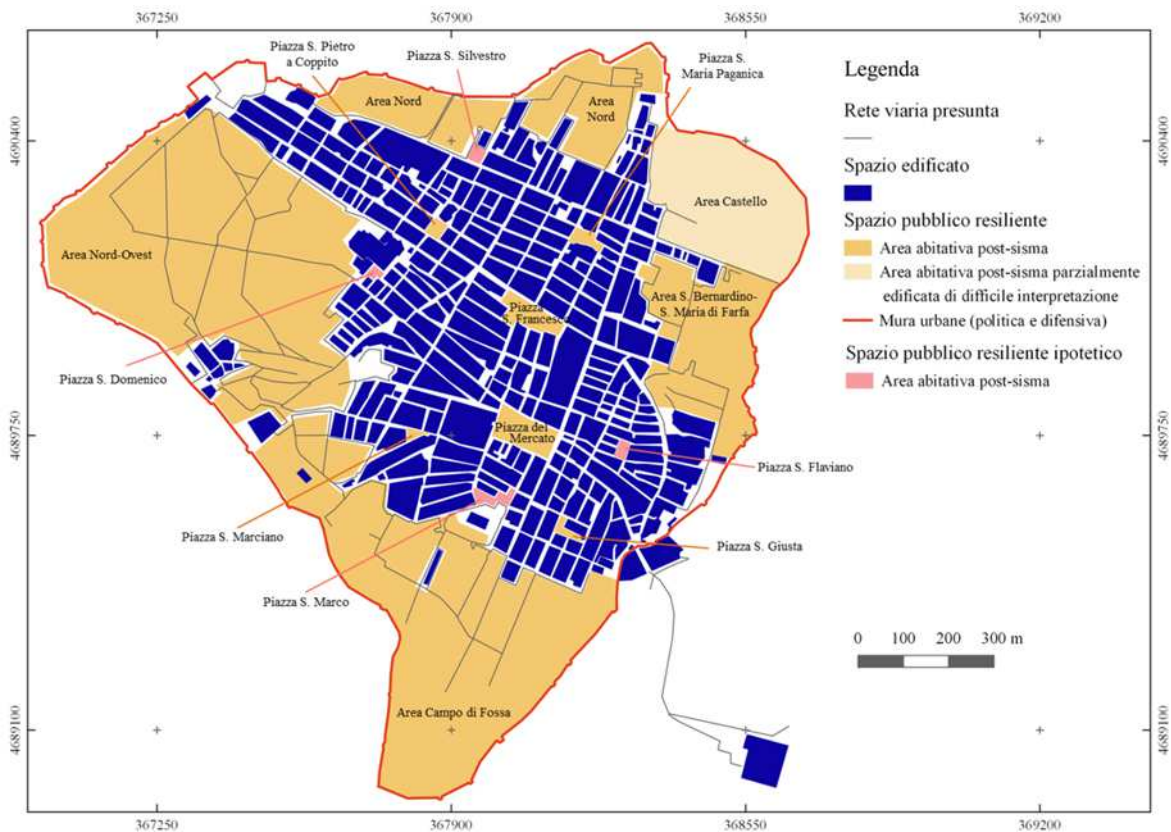 367250
367900
368550
369200
Piazza S. Pietro
a Coppito
Piazza S. Silvestro
Piazza S.
Maria Paganica
Legenda
Area Nord
Area
Nord
Rete viaria presunta
4690400
4690400
Spazio edificato
Area Castello
Spazio pubblico resiliente
Area abitativa post-sisma
Area Nord-Ovest
Area abitativa post-sisma parzialmente
edificata di difficile interpretazione
Area S. Bernardino-
S. Maria di Farfa
Piazza
S. Francesco
Mura urbane (politica e difensiva)
Spazio pubblico resiliente ipotetico
Piazza S. Domenico
Area abitativa post-sisma
4689750
4689750
Piazza del
Mercato
Piazza S. Flaviano
Piazza S. Marciano
Piazza S. Giusta
Piazza S. Marco
0 100 200 300 m
Area Campo di Fossa
4689100
4689100
367250
367900
368550
369200